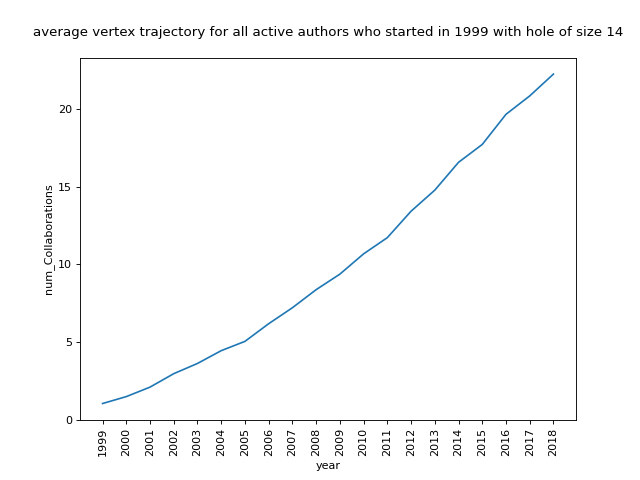 average vertex trajectory for all active authors who started in 1999 with hole of size 14
num_Collaborations
20
15
10
5
0
1999 2000 2001 2002 2003 2004 2005 2006 2007 2008 2009 2010 2011 2012 2013 2014 2015 2016 2017 2018
year